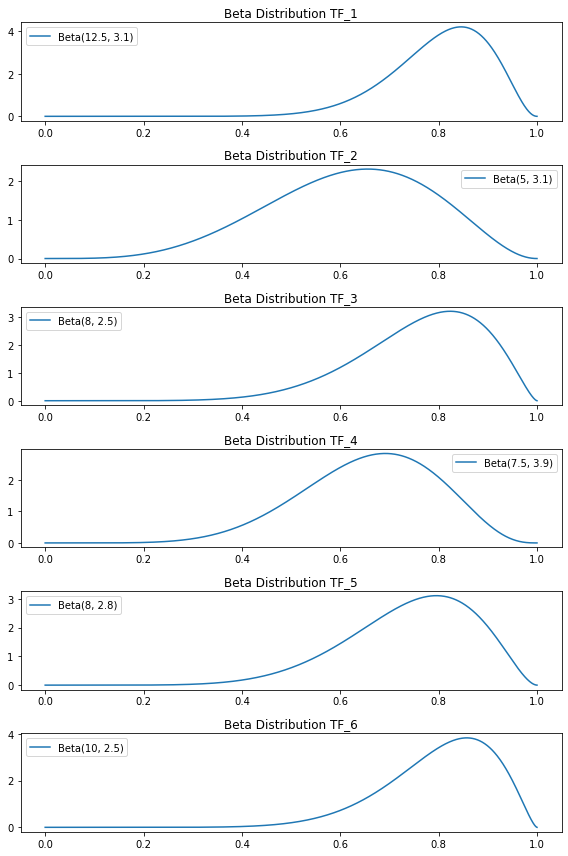 Beta Distribution TF_1
Beta(12.5, 3.1)
4
2
0
0.0 0.2 0.4 0.6 0.8 1.0
Beta Distribution TF_2
Beta(5, 3.1)
2
1
0
0.0 0.2 0.4 0.6 0.8 1.0
Beta Distribution TF_3
Beta(8, 2.5)
3
2
1
0
0.0 0.2 0.4 0.6 0.8 1.0
Beta Distribution TF_4
Beta(7.5, 3.9)
2
1
0
0.0 0.2 0.4 0.6 0.8 1.0
Beta Distribution TF_5
Beta(8, 2.8)
3
2
1
0
0.0 0.2 0.4 0.6 0.8 1.0
Beta Distribution TF_6
Beta(10, 2.5)
4
2
0
0.0 0.2 0.4 0.6 0.8 1.0